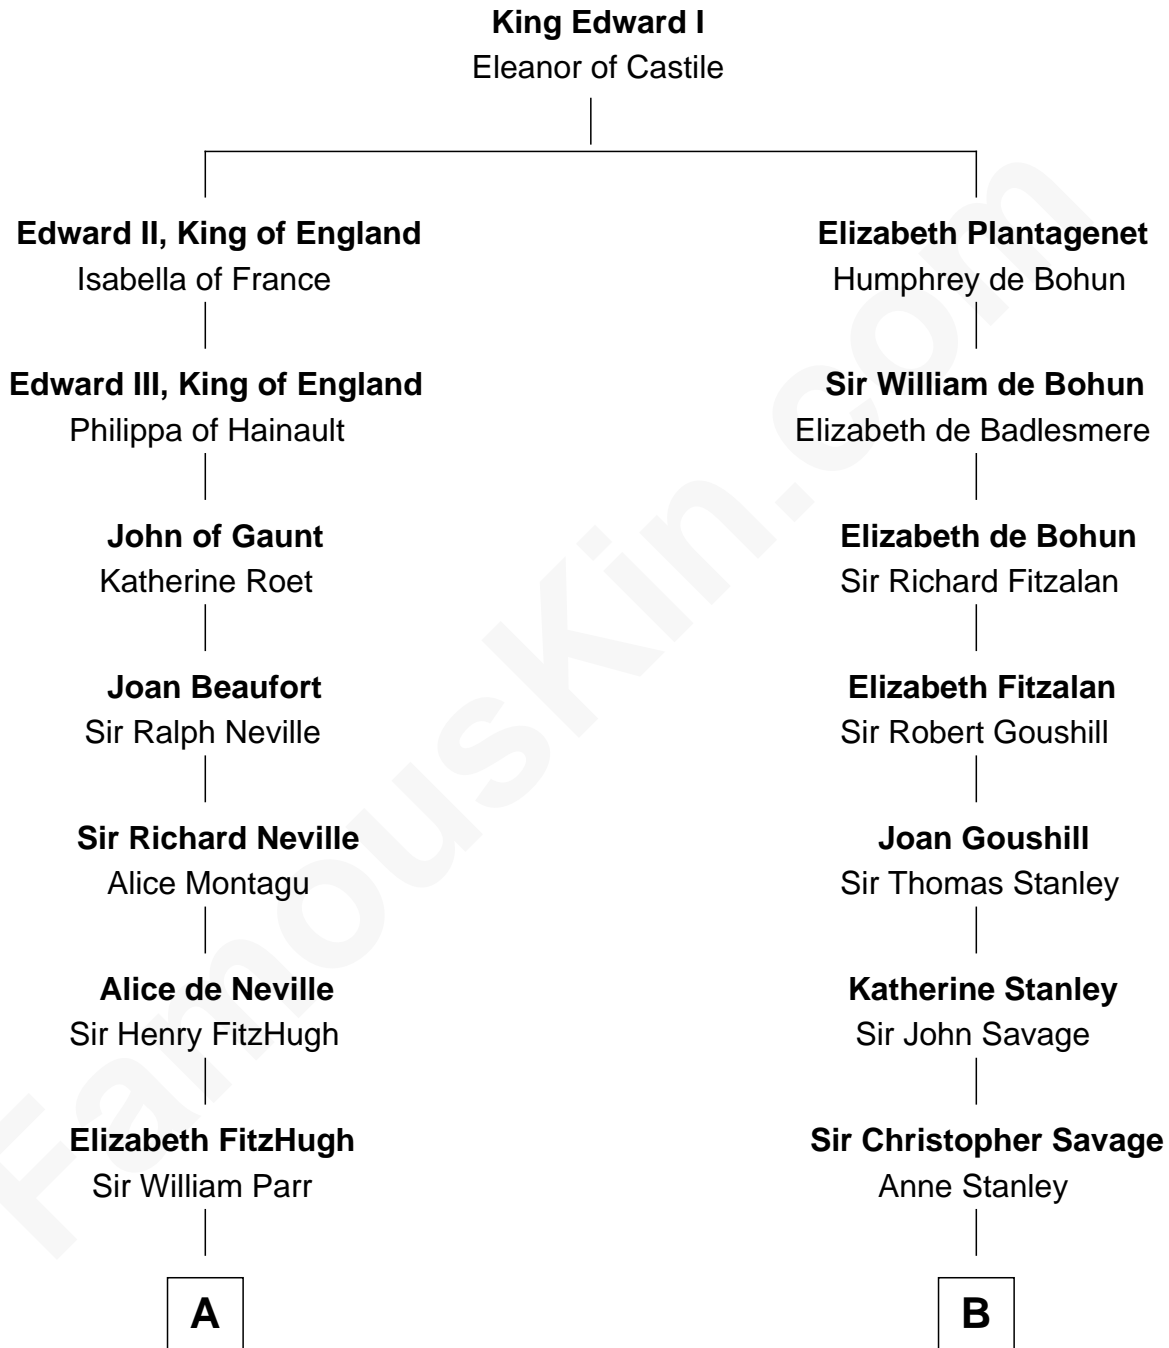 King Edward I
Eleanor of Castile
Edward II, King of England
Isabella of France
Elizabeth Plantagenet
Humphrey de Bohun
Edward III, King of England
Philippa of Hainault
Sir William de Bohun
Elizabeth de Badlesmere
John of Gaunt
Katherine Roet
Elizabeth de Bohun
Sir Richard Fitzalan
Joan Beaufort
Sir Ralph Neville
Elizabeth Fitzalan
Sir Robert Goushill
Sir Richard Neville
Alice Montagu
Joan Goushill
Sir Thomas Stanley
Alice de Neville
Sir Henry FitzHugh
Katherine Stanley
Sir John Savage
Elizabeth FitzHugh
Sir William Parr
Sir Christopher Savage
Anne Stanley
A
B
FamousKin.com